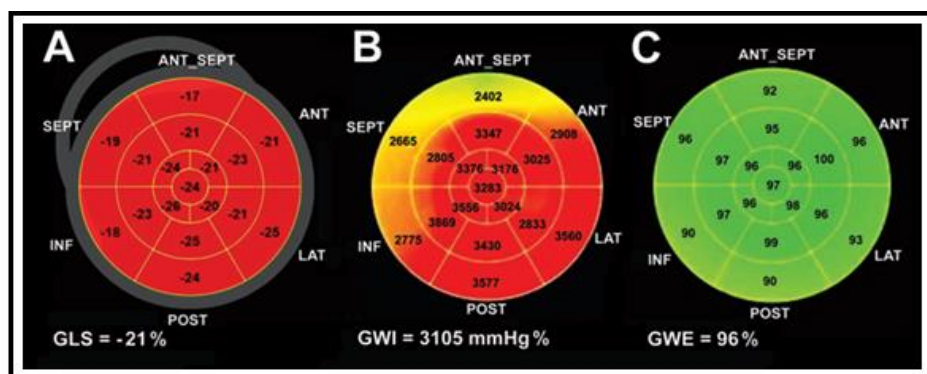 A
ANT_SEPT
SEPT
ANT
INF
LAT
POST
-17
-19
-21
-21
-21
-23
-24
-21
-24
-23
-26
-20
-21
-18
-25
-25
-24
GLS = -21%
B
ANT_SEPT
SEPT
ANT
INF
LAT
POST
2402
2665
2908
3347
2805
3025
3376
3176
3283
3556
3024
3869
2833
2775
3560
3430
3577
GWI = 3105 mmHg%
C
ANT_SEPT
SEPT
ANT
INF
LAT
POST
92
96
96
95
97
100
96
96
97
96
98
97
96
90
93
99
90
GWE = 96%